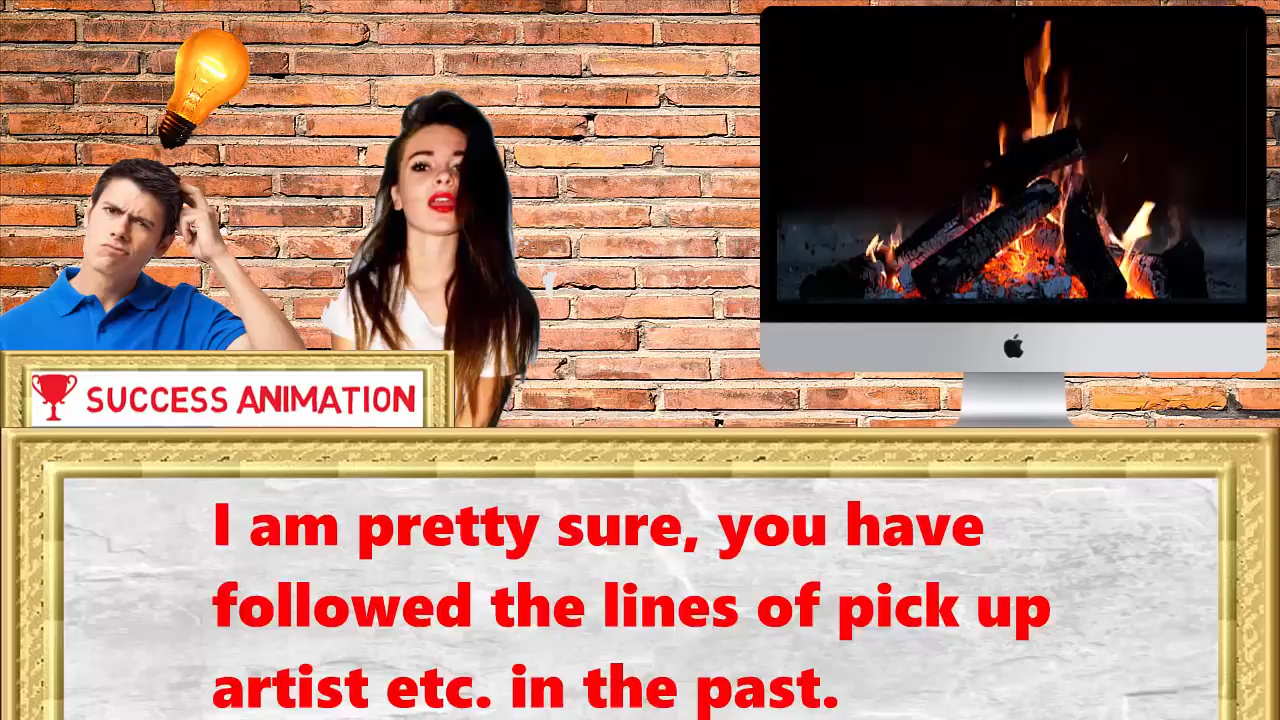 SUCCESS ANIMATION
I am pretty sure, you have
followed the lines of pick up
artist etc. in the past.